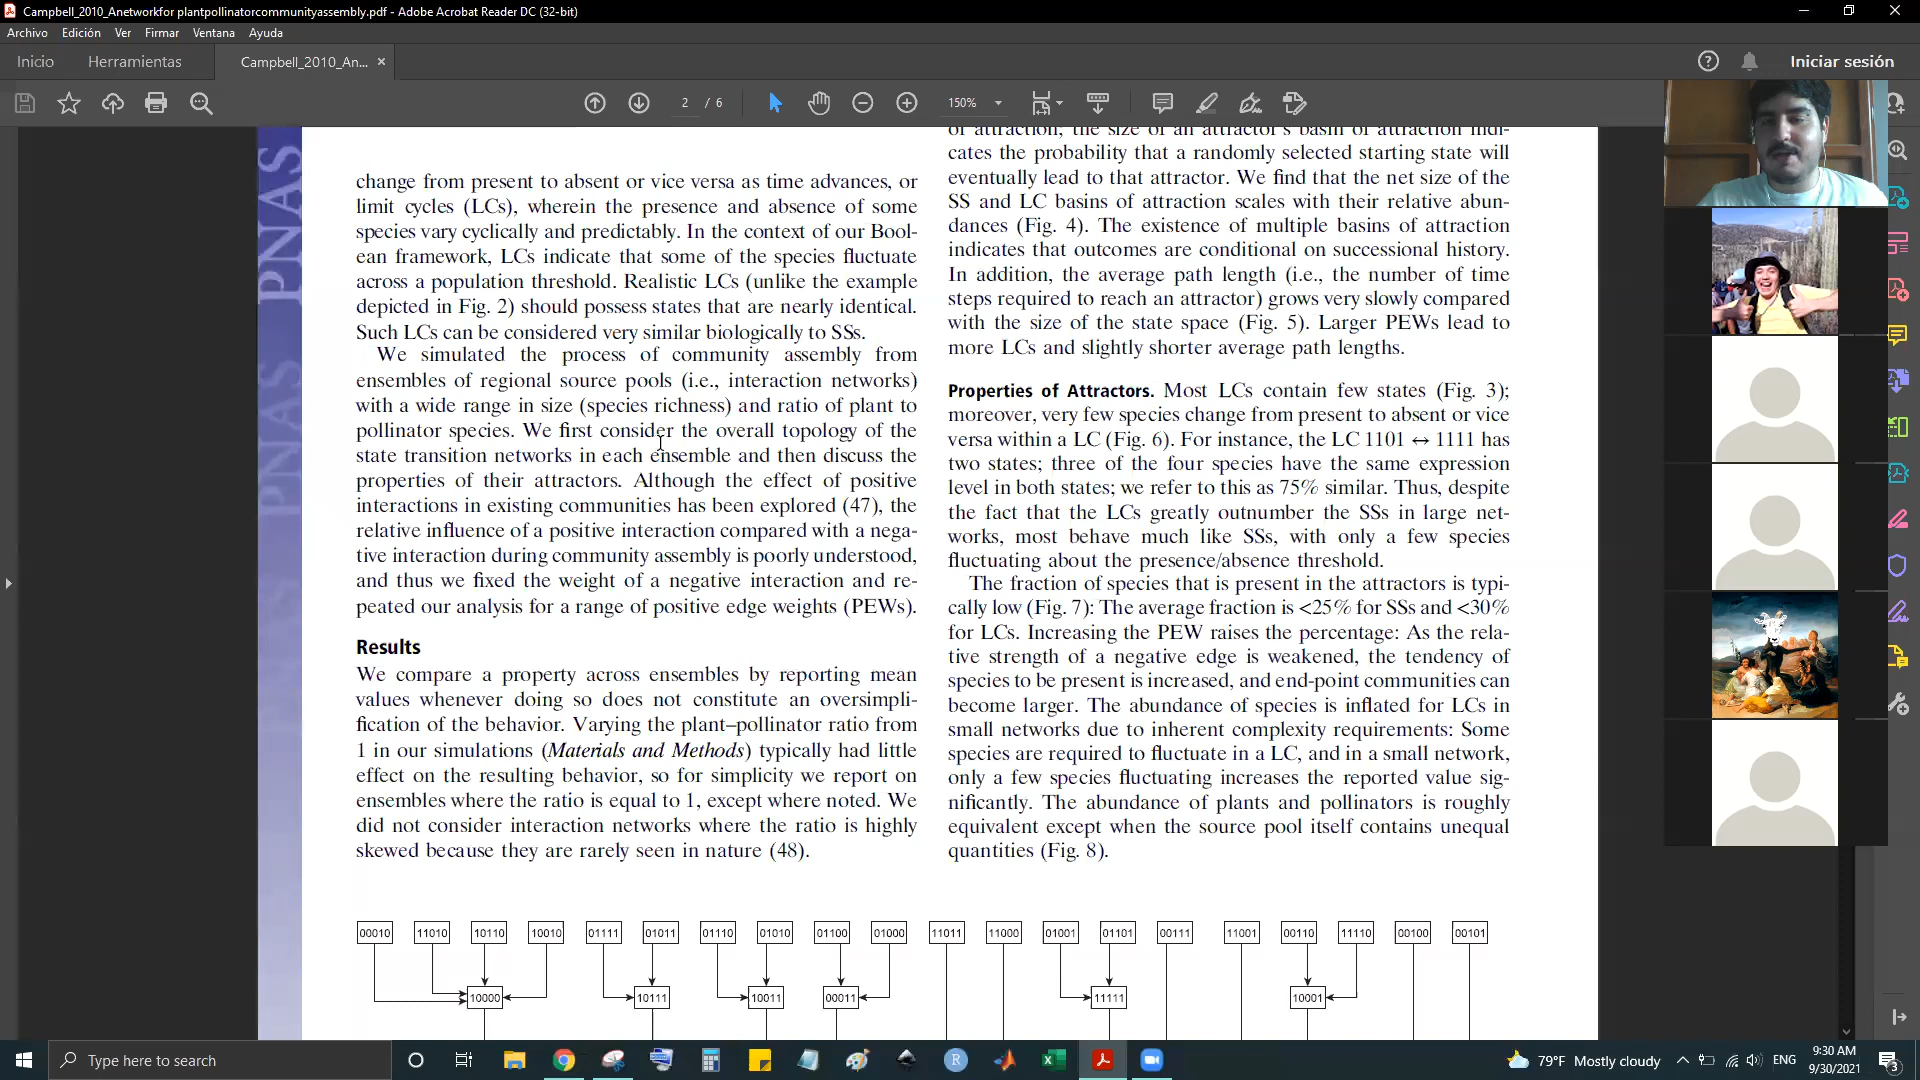 Campbell_2010_Anetworkfor plantpollinatorcommunityassembly.pdf - Adobe Acrobat Reader DC (32-bit)
Archivo Edición Ver Firmar Ventana Ayuda
Inicio Herramientas Campbell_2010_An... × Iniciar sesión
2 / 6 150%
PNAS PNAS PNAS
change from present to absent or vice versa as time advances, or
limit cycles (LCs), wherein the presence and absence of some
species vary cyclically and predictably. In the context of our Bool-
ean framework, LCs indicate that some of the species fluctuate
across a population threshold. Realistic LCs (unlike the example
depicted in Fig. 2) should possess states that are nearly identical.
Such LCs can be considered very similar biologically to SSs.
We simulated the process of community assembly from
ensembles of regional source pools (i.e., interaction networks)
with a wide range in size (species richness) and ratio of plant to
pollinator species. We first consider the overall topology of the
state transition networks in each ensemble and then discuss the
properties of their attractors. Although the effect of positive
interactions in existing communities has been explored (47), the
relative influence of a positive interaction compared with a nega-
tive interaction during community assembly is poorly understood,
and thus we fixed the weight of a negative interaction and re-
peated our analysis for a range of positive edge weights (PEWs).
Results
We compare a property across ensembles by reporting mean
values whenever doing so does not constitute an oversimpli-
fication of the behavior. Varying the plant–pollinator ratio from
1 in our simulations (Materials and Methods) typically had little
effect on the resulting behavior, so for simplicity we report on
ensembles where the ratio is equal to 1, except where noted. We
did not consider interaction networks where the ratio is highly
skewed because they are rarely seen in nature (48).
of attraction, the size of an attractor's basin of attraction indi-
cates the probability that a randomly selected starting state will
eventually lead to that attractor. We find that the net size of the
SS and LC basins of attraction scales with their relative abun-
dances (Fig. 4). The existence of multiple basins of attraction
indicates that outcomes are conditional on successional history.
In addition, the average path length (i.e., the number of time
steps required to reach an attractor) grows very slowly compared
with the size of the state space (Fig. 5). Larger PEWs lead to
more LCs and slightly shorter average path lengths.
Properties of Attractors. Most LCs contain few states (Fig. 3);
moreover, very few species change from present to absent or vice
versa within a LC (Fig. 6). For instance, the LC 1101 ↔ 1111 has
two states; three of the four species have the same expression
level in both states; we refer to this as 75% similar. Thus, despite
the fact that the LCs greatly outnumber the SSs in large net-
works, most behave much like SSs, with only a few species
fluctuating about the presence/absence threshold.
The fraction of species that is present in the attractors is typi-
cally low (Fig. 7): The average fraction is <25% for SSs and <30%
for LCs. Increasing the PEW raises the percentage: As the rela-
tive strength of a negative edge is weakened, the tendency of
species to be present is increased, and end-point communities can
become larger. The abundance of species is inflated for LCs in
small networks due to inherent complexity requirements: Some
species are required to fluctuate in a LC, and in a small network,
only a few species fluctuating increases the reported value sig-
nificantly. The abundance of plants and pollinators is roughly
equivalent except when the source pool itself contains unequal
quantities (Fig. 8).
00010 11010 10110 10010 01111 01011 01110 01010 01100 01000 11011 11000 01001 01101 00111 11001 00110 11110 00100 00101
10000 10111 10011 00011 11111 10001
Type here to search 79°F Mostly cloudy ENG 9:30 AM
9/30/2021 3